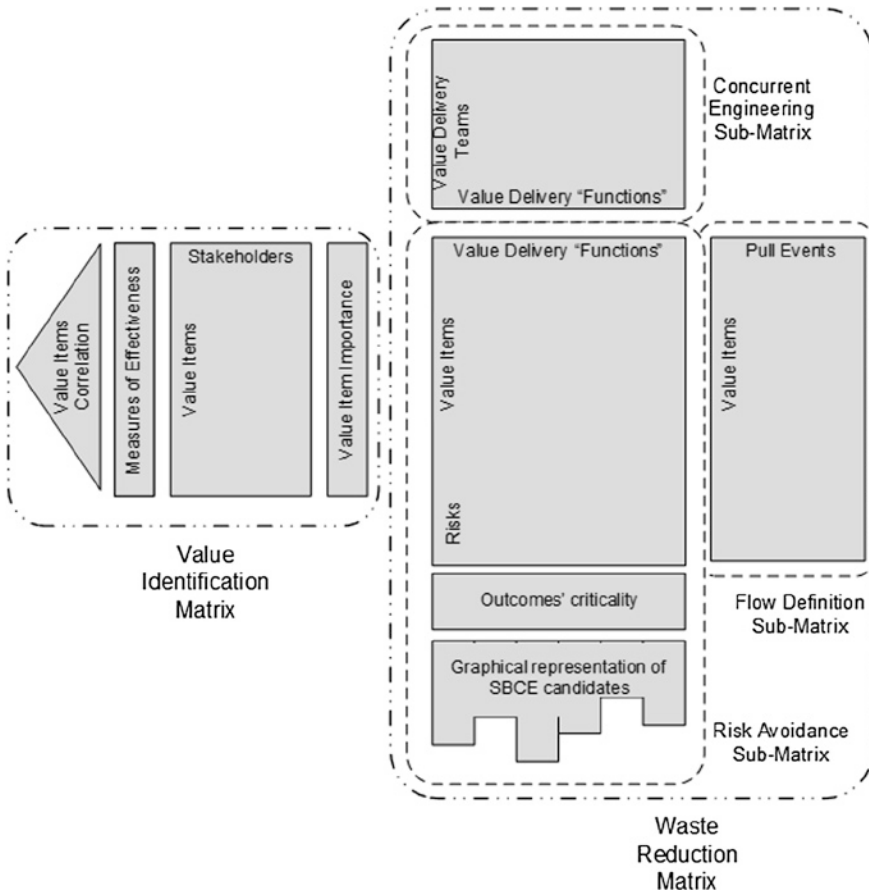 Value Delivery
Teams
Value Delivery “Functions”
Concurrent
Engineering
Sub-Matrix
Value Items
Correlation
Measures of Effectiveness
Stakeholders
Value Items
Value Item Importance
Value
Identification
Matrix
Value Delivery “Functions”
Value Items
Risks
Pull Events
Value Items
Outcomes’ criticality
Flow Definition
Sub-Matrix
Graphical representation of
SBCE candidates
Risk Avoidance
Sub-Matrix
Waste
Reduction
Matrix